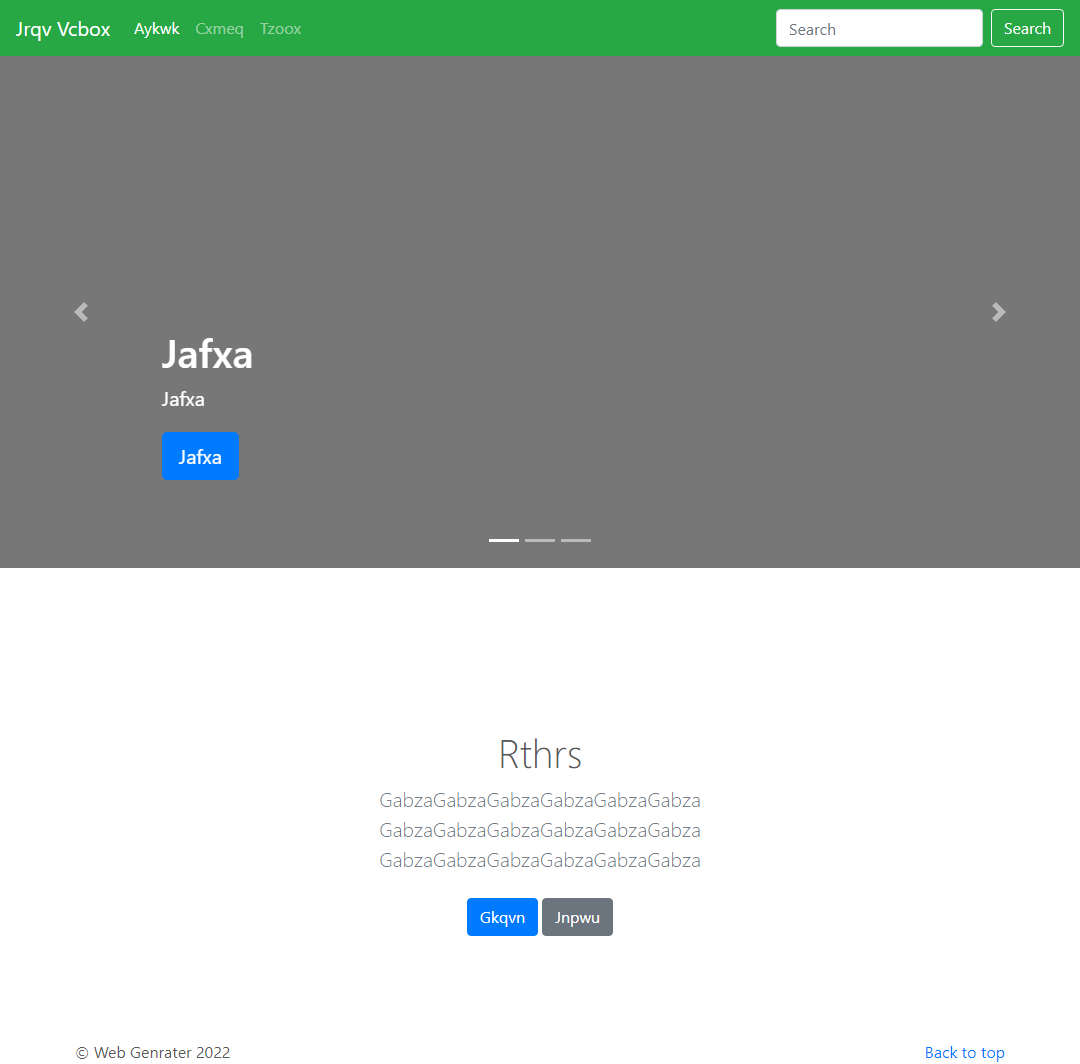 Jrqv Vcbox Aykwk Cxmeq Tzoox Search Search
Jafxa
Jafxa
Jafxa
Rthrs
GabzaGabzaGabzaGabzaGabzaGabza
GabzaGabzaGabzaGabzaGabzaGabza
GabzaGabzaGabzaGabzaGabzaGabza
Gkqvn Jnpwu
© Web Genrater 2022 Back to top